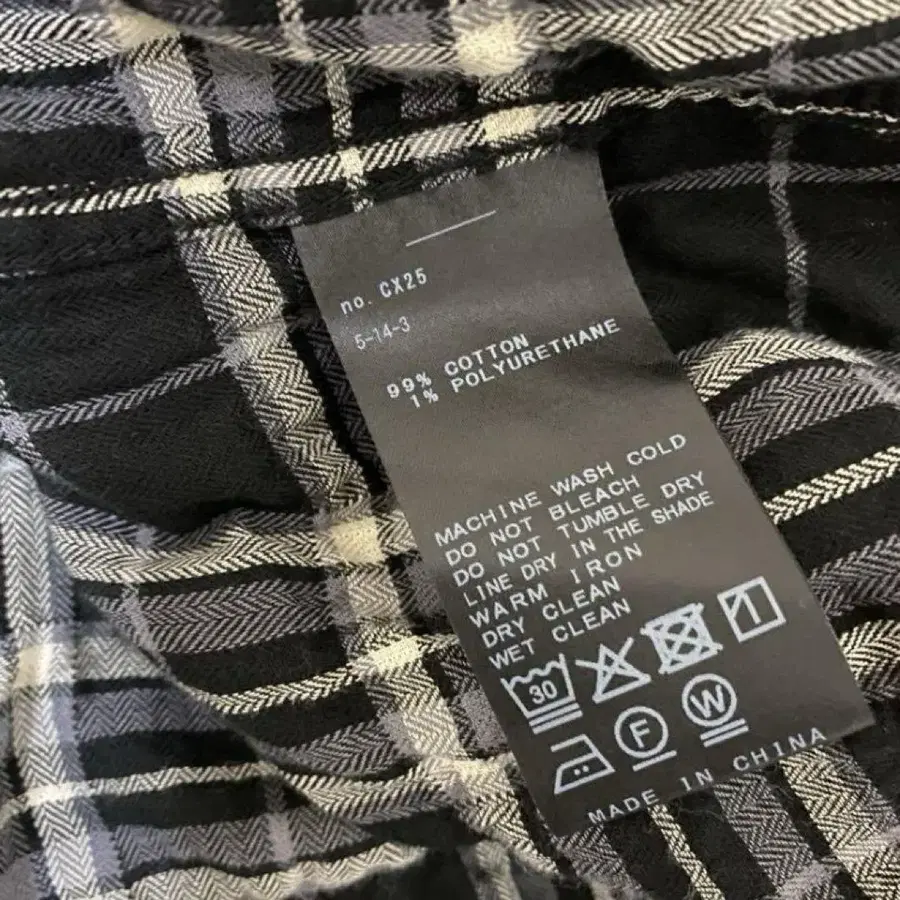 no. CX25
5-14-3
99% COTTON
1% POLYURETHANE
MACHINE WASH COLD
DO NOT BLEACH
DO NOT TUMBLE DRY
LINE DRY IN THE SHADE
WARM IRON
DRY CLEAN
WET CLEAN
30
F W
MADE IN CHINA